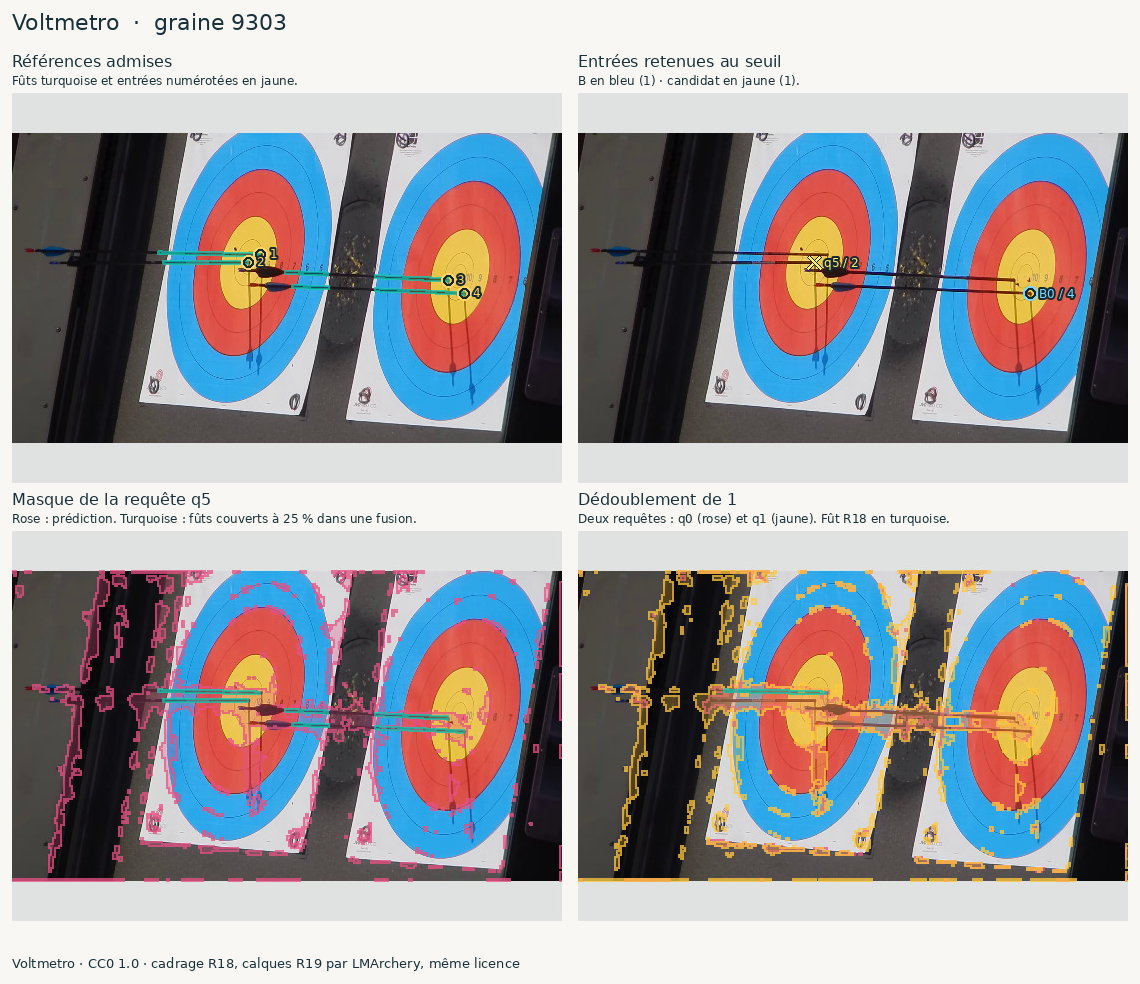 Voltmetro · graine 9303
Références admises
Fûts turquoise et entrées numérotées en jaune.
Entrées retenues au seuil
B en bleu (1) · candidat en jaune (1).
1
2
3
4
q5 / 2
B0 / 4
Masque de la requête q5
Rose : prédiction. Turquoise : fûts couverts à 25 % dans une fusion.
Dédoublement de 1
Deux requêtes : q0 (rose) et q1 (jaune). Fût R18 en turquoise.
Voltmetro · CC0 1.0 · cadrage R18, calques R19 par LMArchery, même licence